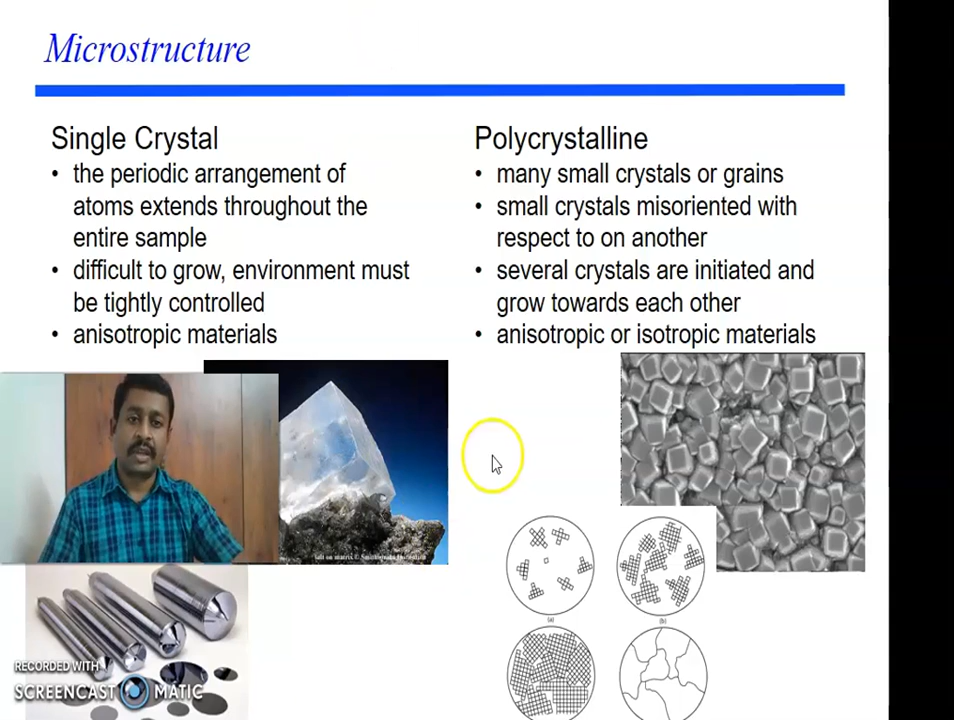 Microstructure
Single Crystal
• the periodic arrangement of
atoms extends throughout the
entire sample
• difficult to grow, environment must
be tightly controlled
• anisotropic materials
Polycrystalline
• many small crystals or grains
• small crystals misoriented with
respect to on another
• several crystals are initiated and
grow towards each other
• anisotropic or isotropic materials
(a)
(b)
RECORDED WITH
SCREENCAST MATIC